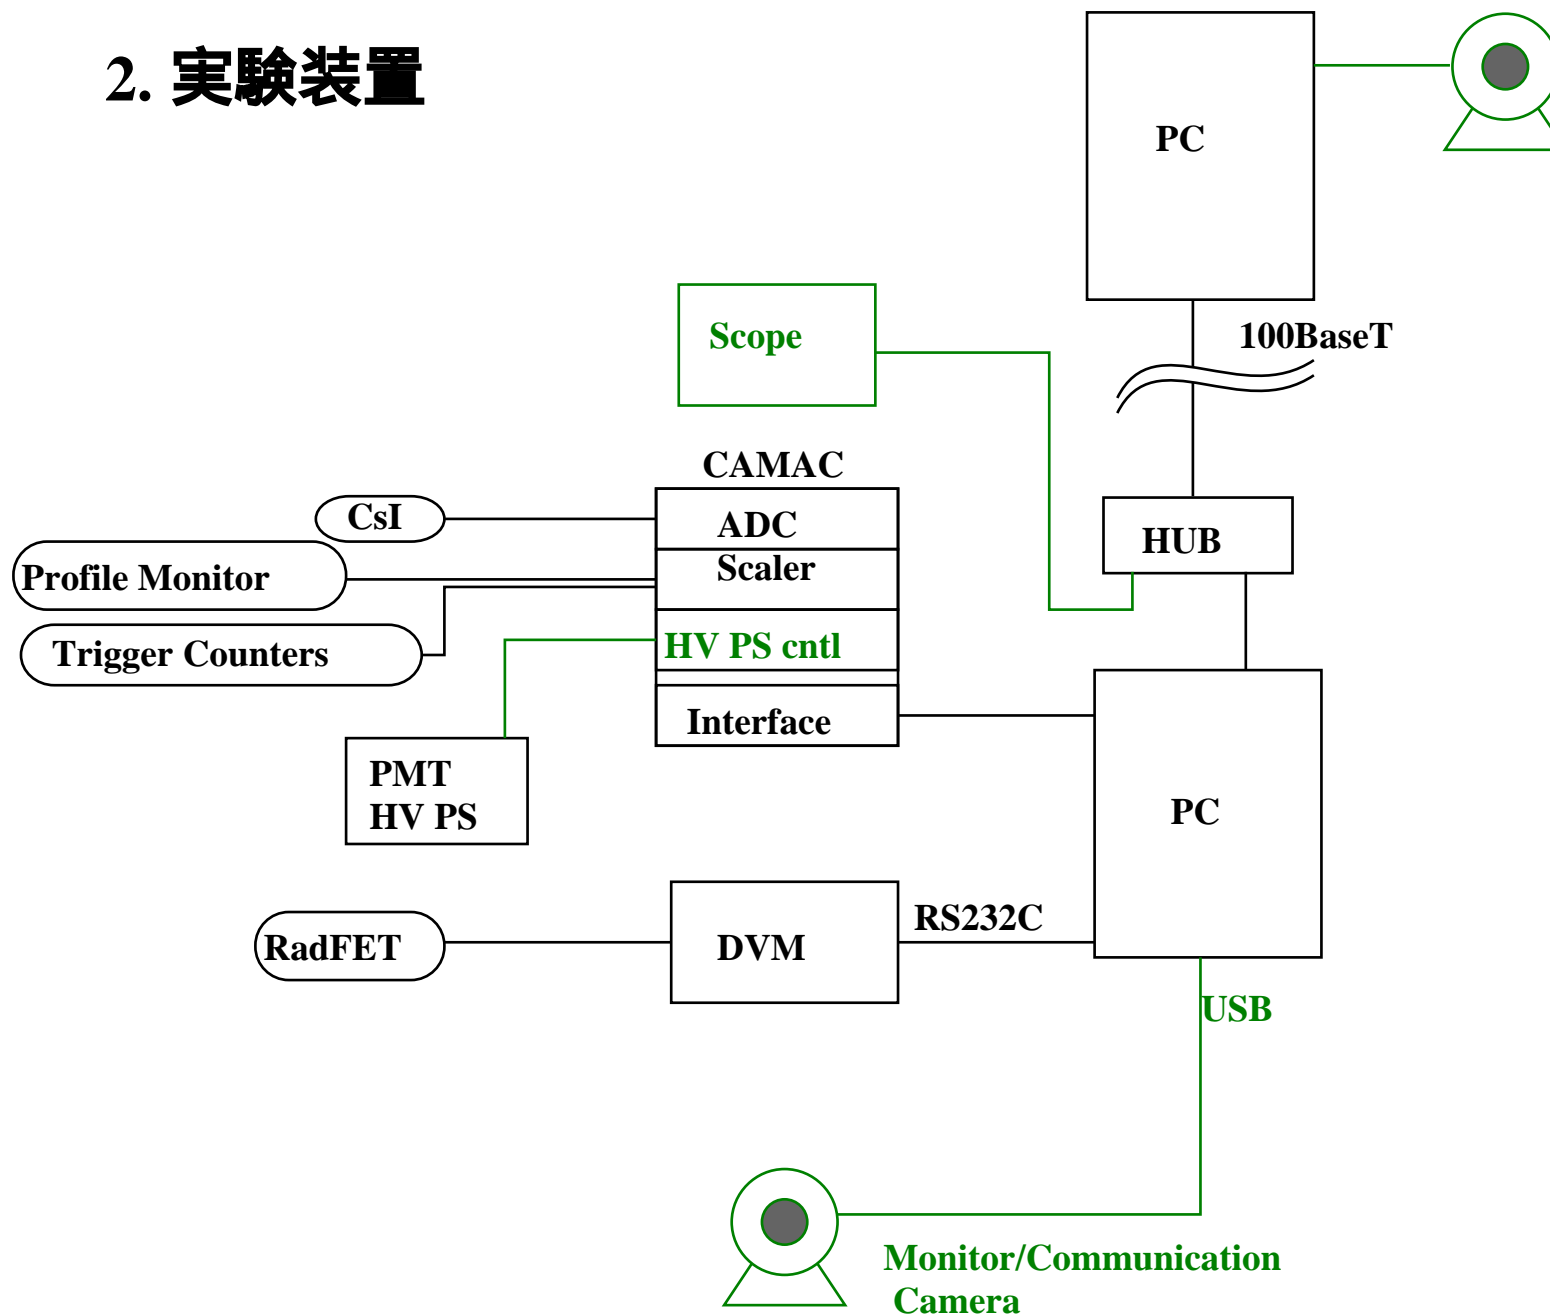 2. 実験装置
PC
100BaseT
Scope
CAMAC
CsI
ADC
HUB
Scaler
Profile Monitor
Trigger Counters
HV PS cntl
Interface
PMT
HV PS
PC
RS232C
RadFET
DVM
USB
Monitor/Communication
Camera